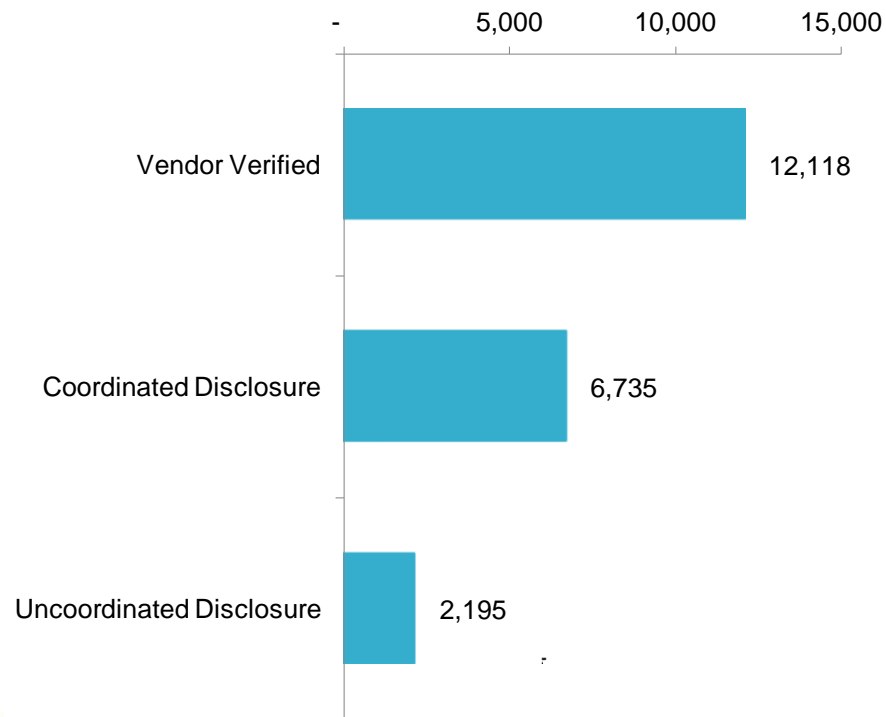 - 5,000 10,000 15,000
Vendor Verified 12,118
Coordinated Disclosure 6,735
Uncoordinated Disclosure 2,195
-